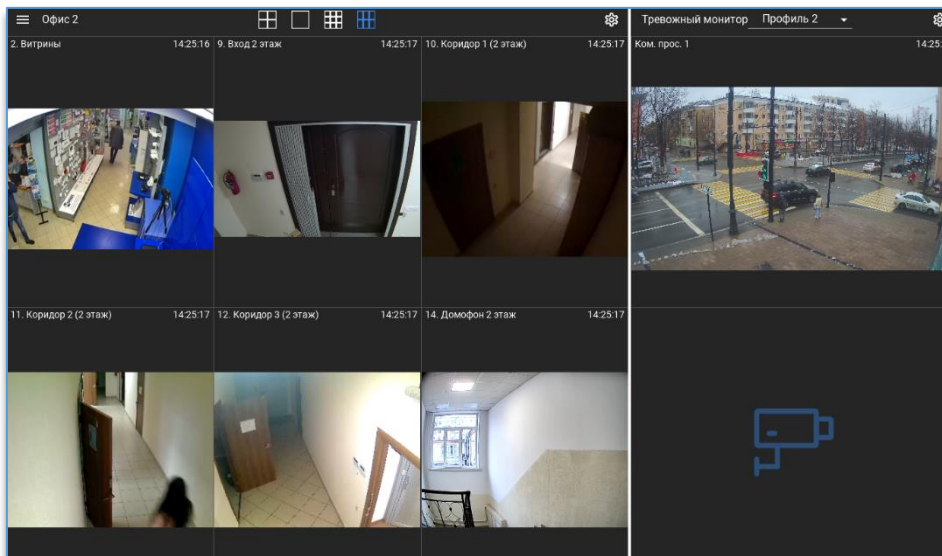 Офис 2
Тревожный монитор Профиль 2
2. Витрины 14:25:16
9. Вход 2 этаж 14:25:17
10. Коридор 1 (2 этаж) 14:25:17
Ком. прос. 1 14:25:
11. Коридор 2 (2 этаж) 14:25:17
12. Коридор 3 (2 этаж) 14:25:17
14. Домофон 2 этаж 14:25:17